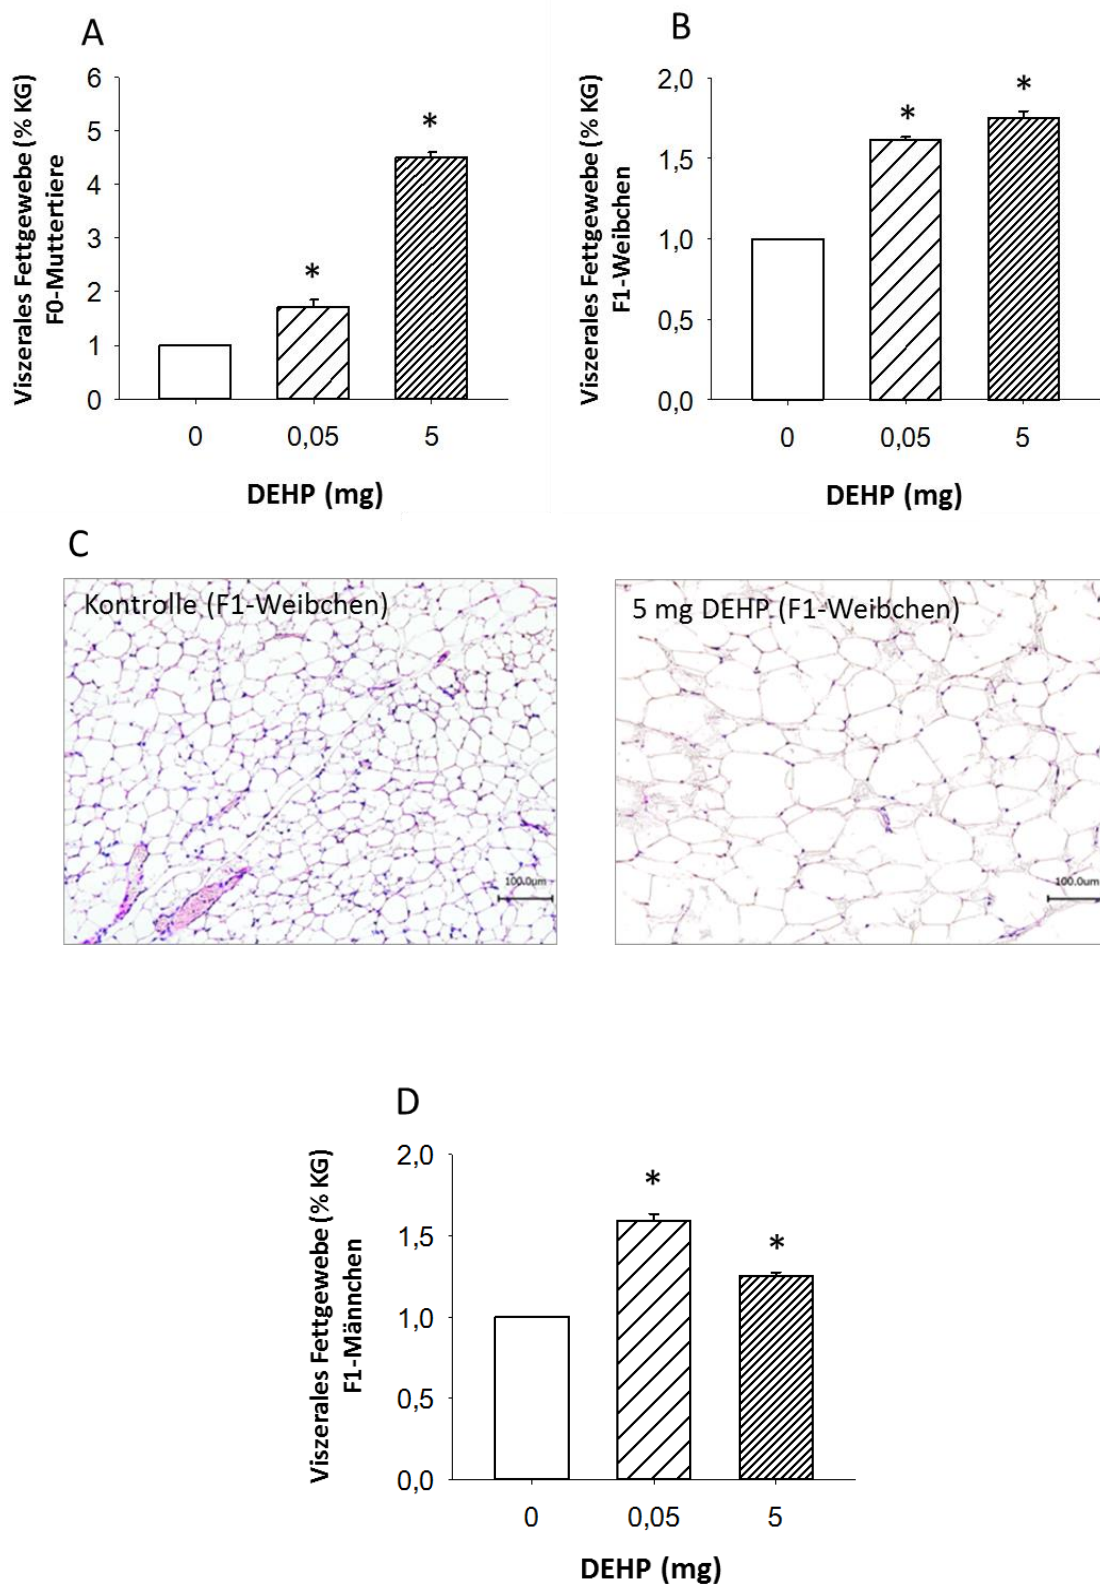 A
Viszerales Fettgewebe (% KG)
F0-Muttertiere
6
5
4
3
2
1
0
*
*
0 0,05 5
DEHP (mg)
B
Viszerales Fettgewebe (% KG)
F1-Weibchen
2,0
1,5
1,0
0,5
0,0
*
*
0 0,05 5
DEHP (mg)
C
Kontrolle (F1-Weibchen)
100.0um
5 mg DEHP (F1-Weibchen)
100.0um
D
Viszerales Fettgewebe (% KG)
F1-Männchen
2,0
1,5
1,0
0,5
0,0
*
*
0 0,05 5
DEHP (mg)